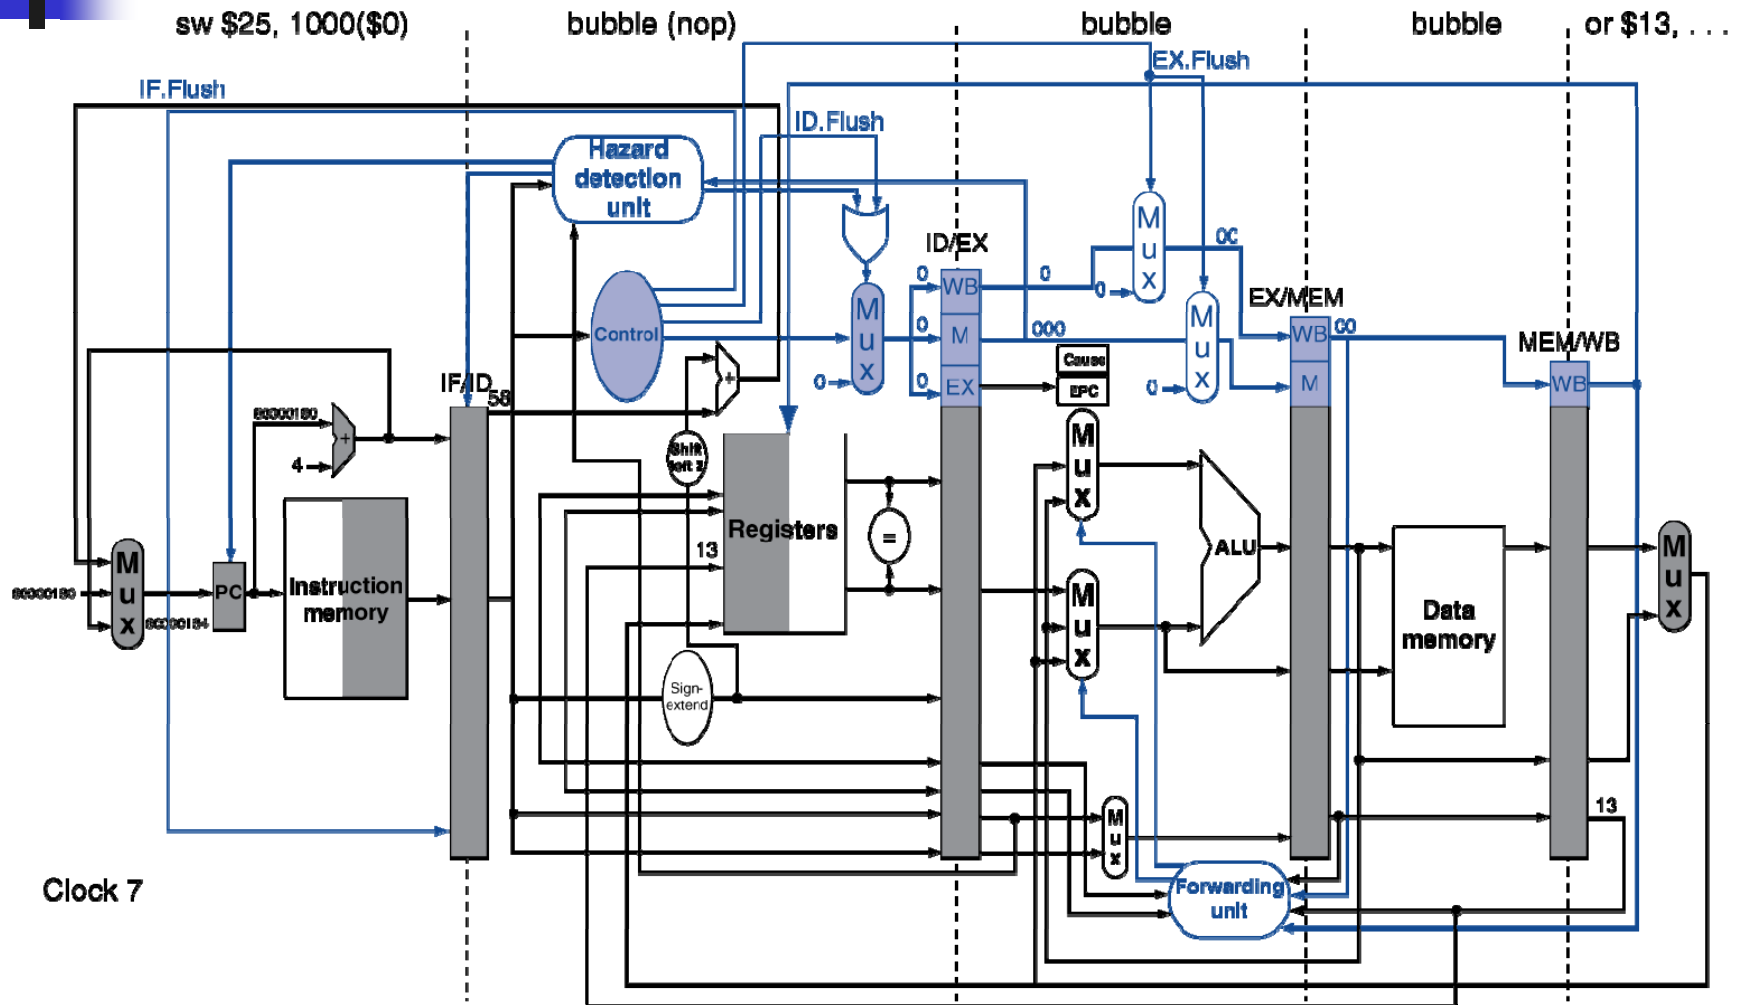 sw $25, 1000($0)
bubble (nop)
bubble
bubble
or $13, . . .
EX.Flush
IF.Flush
ID.Flush
Hazard
detection
unit
M
u
x
00
ID/EX
0
WB
0
0
EX/MEM
Control
M
u
x
0
M
000
M
u
x
WB
00
MEM/WB
0
0
EX
Cause
EPC
0
M
WB
IF/ID
58
+
80000180
+
4
Shift
left 2
M
u
x
Registers
=
13
ALU
M
u
x
80000180
80000184
PC
Instruction
memory
M
u
x
Data
memory
M
u
x
Sign-
extend
M
u
x
13
Forwarding
unit
Clock 7